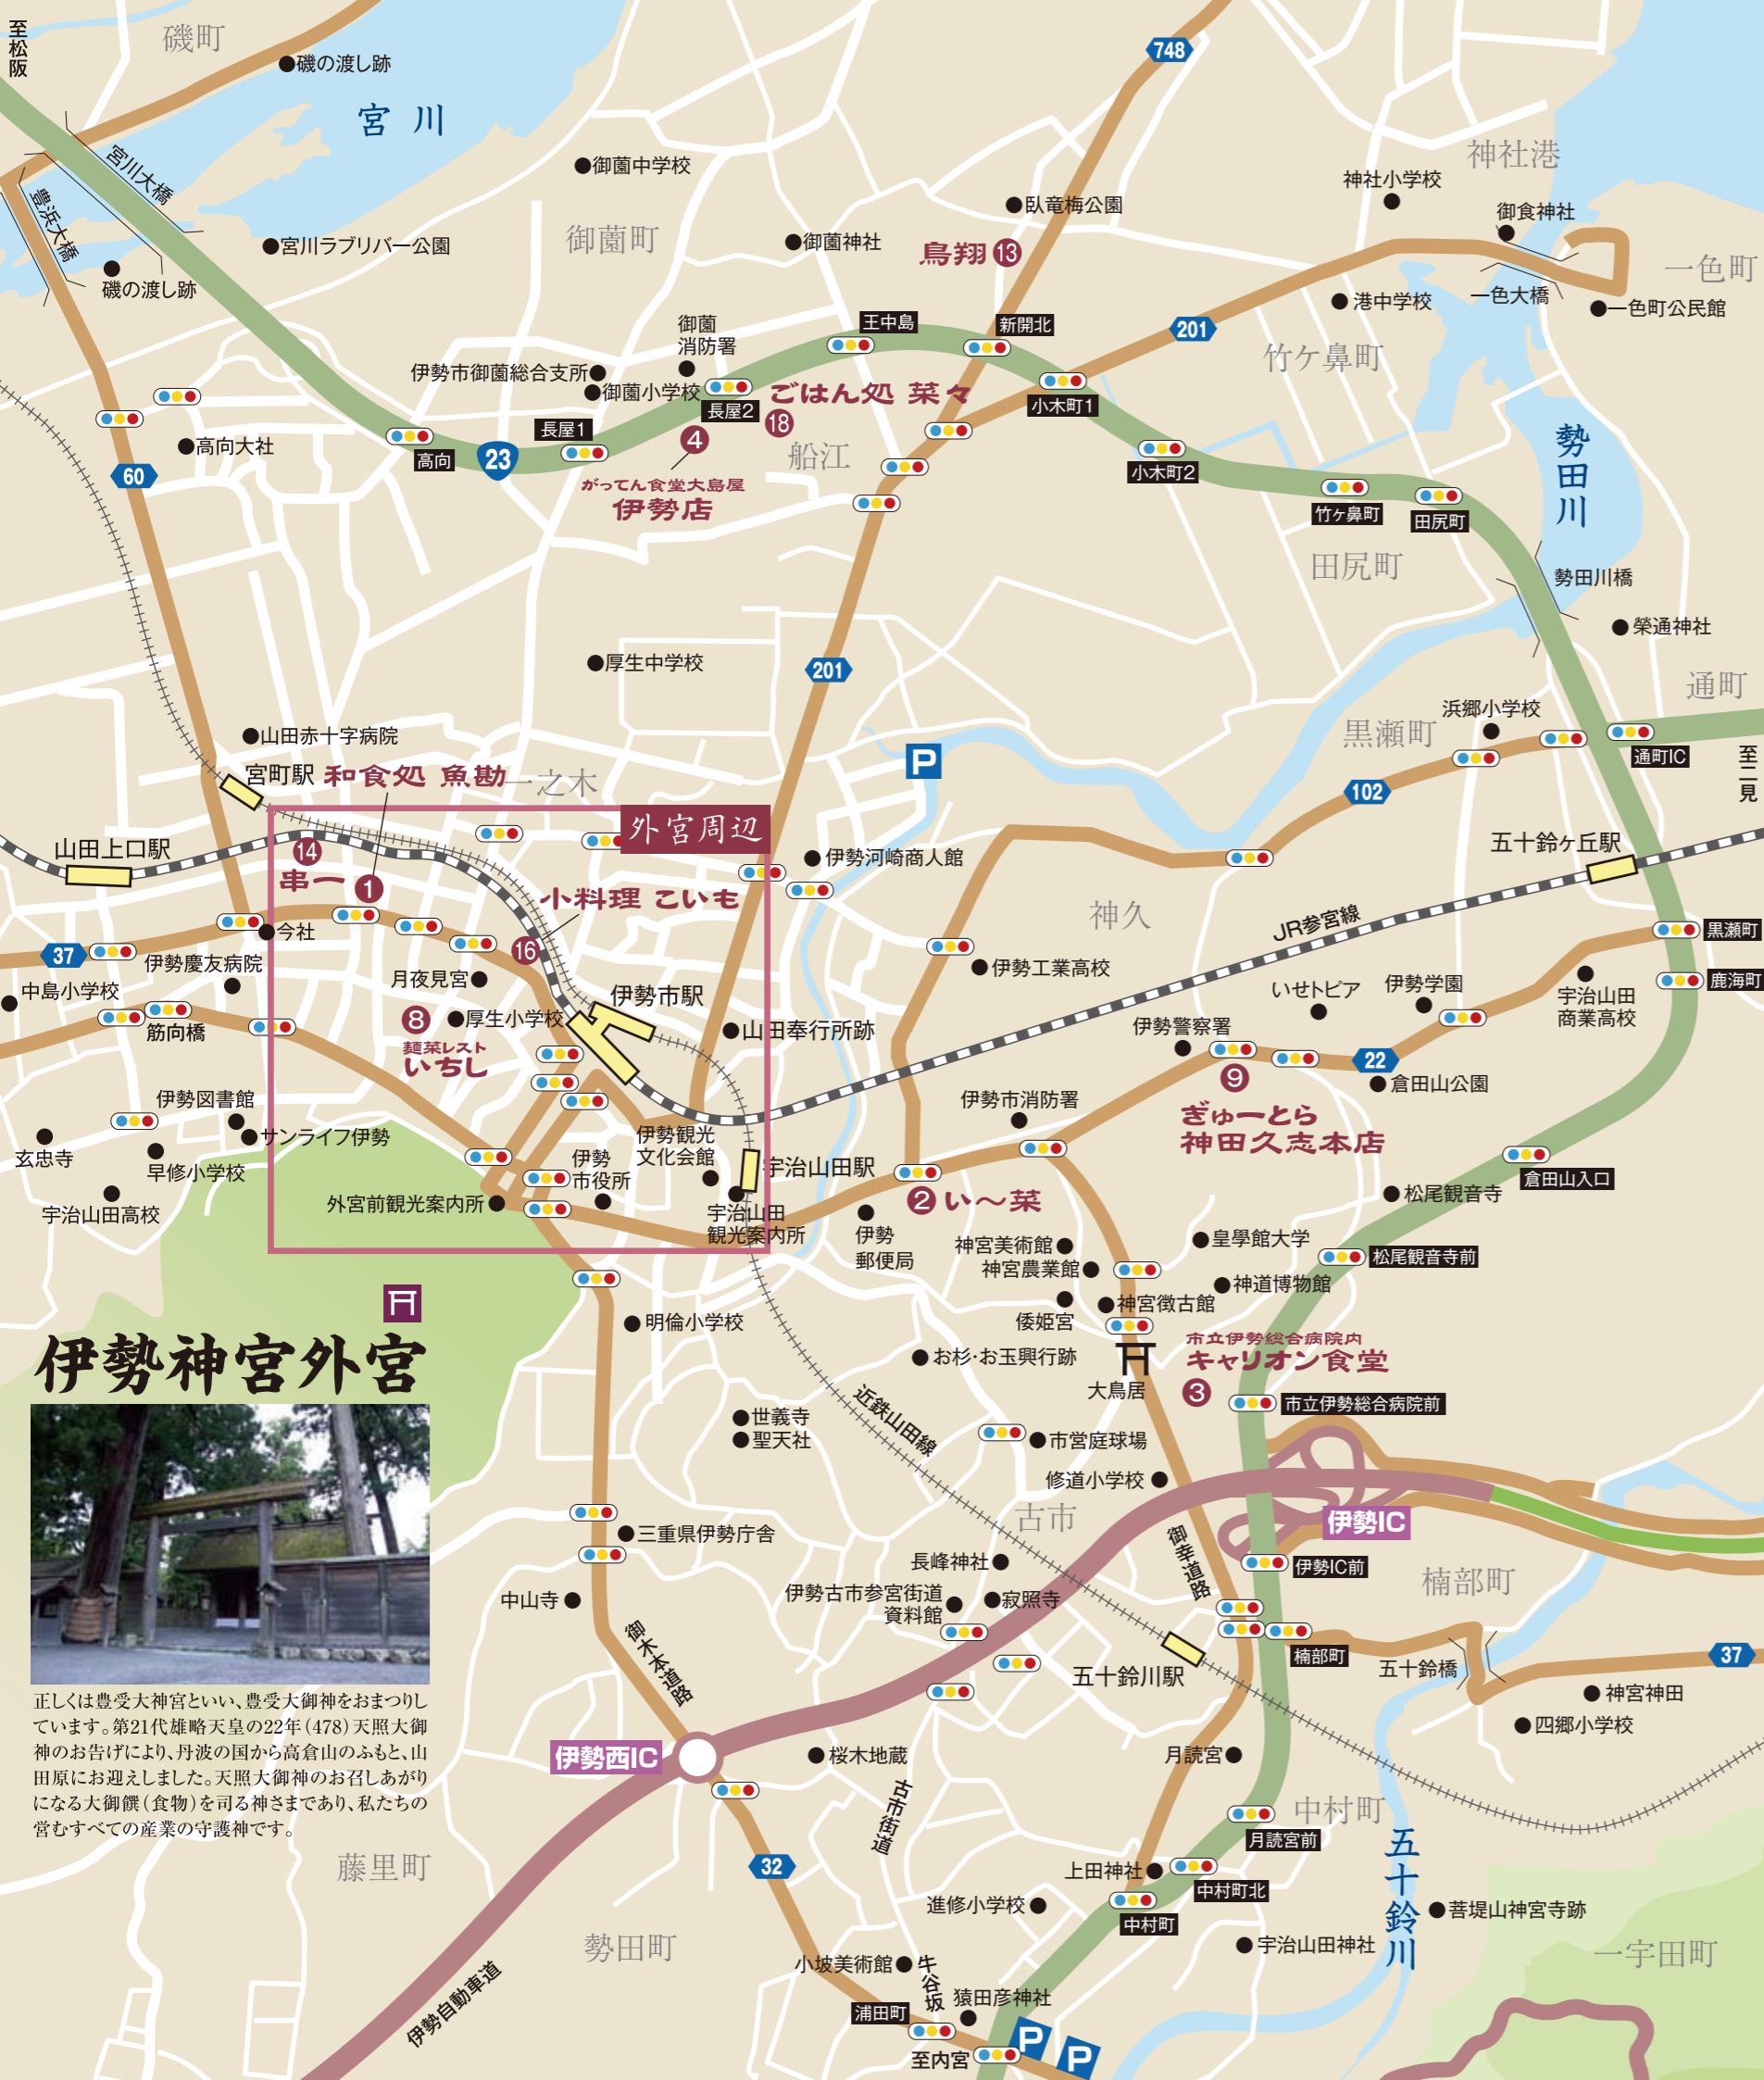 至松阪
磯町
磯の渡し跡
宮川
748
宮川大橋
豊浜大橋
御薗中学校
神社港
神社小学校
臥竜梅公園
御食神社
宮川ラブリバー公園
御薗町
御薗神社
鳥翔 13
一色町
磯の渡し跡
港中学校
一色大橋
一色町公民館
王中島
新開北
201
御薗
消防署
竹ケ鼻町
伊勢市御薗総合支所
御薗小学校
長屋2
ごはん処 菜々
18
小木町1
長屋1
4
高向大社
高向
23
船江
小木町2
勢田川
60
がってん食堂大島屋
伊勢店
竹ヶ鼻町
田尻町
田尻町
勢田川橋
榮通神社
厚生中学校
201
通町
浜郷小学校
黒瀬町
山田赤十字病院
通町IC
至二見
宮町駅
和食処 魚勘
一之木
P
102
外宮周辺
山田上口駅
14
串一
1
伊勢河崎商人館
五十鈴ヶ丘駅
小料理 こいも
16
今社
神久
JR参宮線
黒瀬町
37
伊勢慶友病院
月夜見宮
伊勢工業高校
鹿海町
中島小学校
伊勢市駅
いせトピア
伊勢学園
宇治山田
商業高校
筋向橋
8
厚生小学校
麺菜レスト
いちし
山田奉行所跡
伊勢警察署
22
9
倉田山公園
伊勢図書館
伊勢市消防署
ぎゅーとら
神田久志本店
サンライフ伊勢
玄忠寺
早修小学校
伊勢観光
文化会館
宇治山田駅
伊勢
市役所
倉田山入口
宇治山田高校
外宮前観光案内所
2 い〜菜
松尾観音寺
宇治山田
観光案内所
伊勢
郵便局
神宮美術館
皇學館大学
松尾観音寺前
神宮農業館
神道博物館
倭姫宮
神宮徴古館
明倫小学校
伊勢神宮外宮
お杉・お玉興行跡
大鳥居
市立伊勢総合病院内
キャリオン食堂
3
市立伊勢総合病院前
近鉄山田線
世義寺
聖天社
市営庭球場
修道小学校
古市
伊勢IC
三重県伊勢庁舎
御幸道路
長峰神社
伊勢IC前
楠部町
中山寺
伊勢古市参宮街道
資料館
寂照寺
御木本道路
楠部町
五十鈴橋
37
五十鈴川駅
神宮神田
四郷小学校
正しくは豊受大神宮といい、豊受大御神をおまつりし
ています。第21代雄略天皇の22年（478）天照大御
神のお告げにより、丹波の国から高倉山のふもと、山
田原にお迎えしました。天照大御神のお召しあがり
になる大御饌（食物）を司る神さまであり、私たちの
営むすべての産業の守護神です。
伊勢西IC
桜木地蔵
月読宮
古市街道
中村町
月読宮前
五十鈴川
藤里町
32
上田神社
中村町北
進修小学校
中村町
菩提山神宮寺跡
勢田町
宇治山田神社
一宇田町
小坡美術館
牛谷坂
伊勢自動車道
浦田町
猿田彦神社
至内宮
P
P